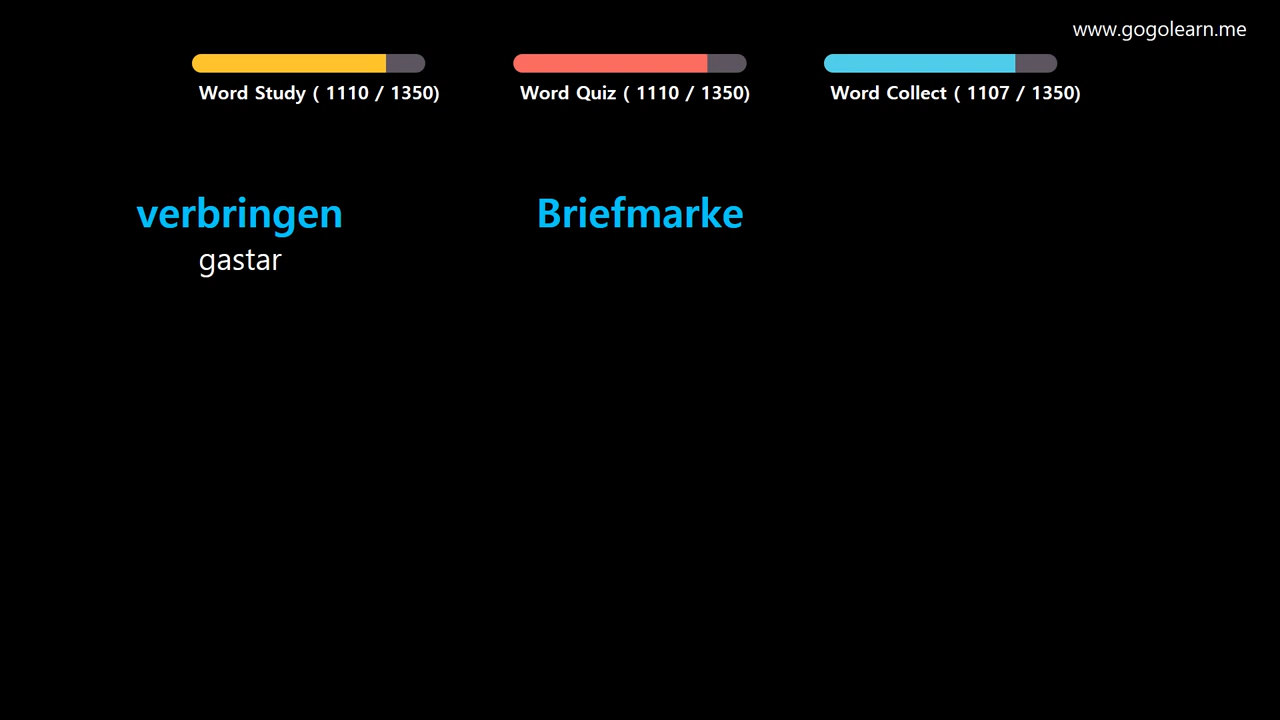 www.gogolearn.me
Word Study ( 1110 / 1350)
Word Quiz ( 1110 / 1350)
Word Collect ( 1107 / 1350)
verbringen
gastar
Briefmarke